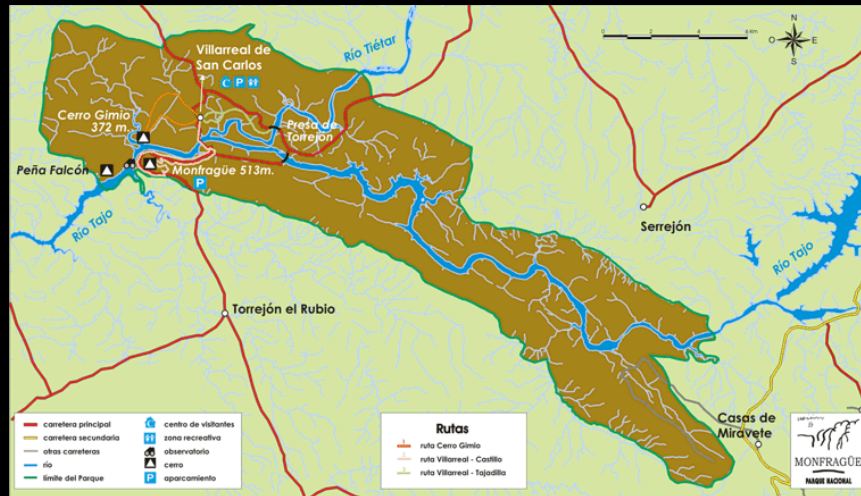 Villarreal de
San Carlos
P
Río Tiétar
0 2 4 6 8 Km
N
O E
S
Cerro Gimio
372 m.
Presa de
Torrejón
Peña Falcón
Monfragüe 513m.
P
Río Tajo
Serrejón
Río Tajo
Torrejón el Rubio
Casas de
Miravete
carretera principal
carretera secundaria
otras carreteras
río
límite del Parque
centro de visitantes
zona recreativa
observatorio
cerro
P aparcamiento
Rutas
ruta Cerro Gimio
ruta Villarreal - Castillo
ruta Villarreal - Tajadilla
MONFRAGÜE
PARQUE NACIONAL